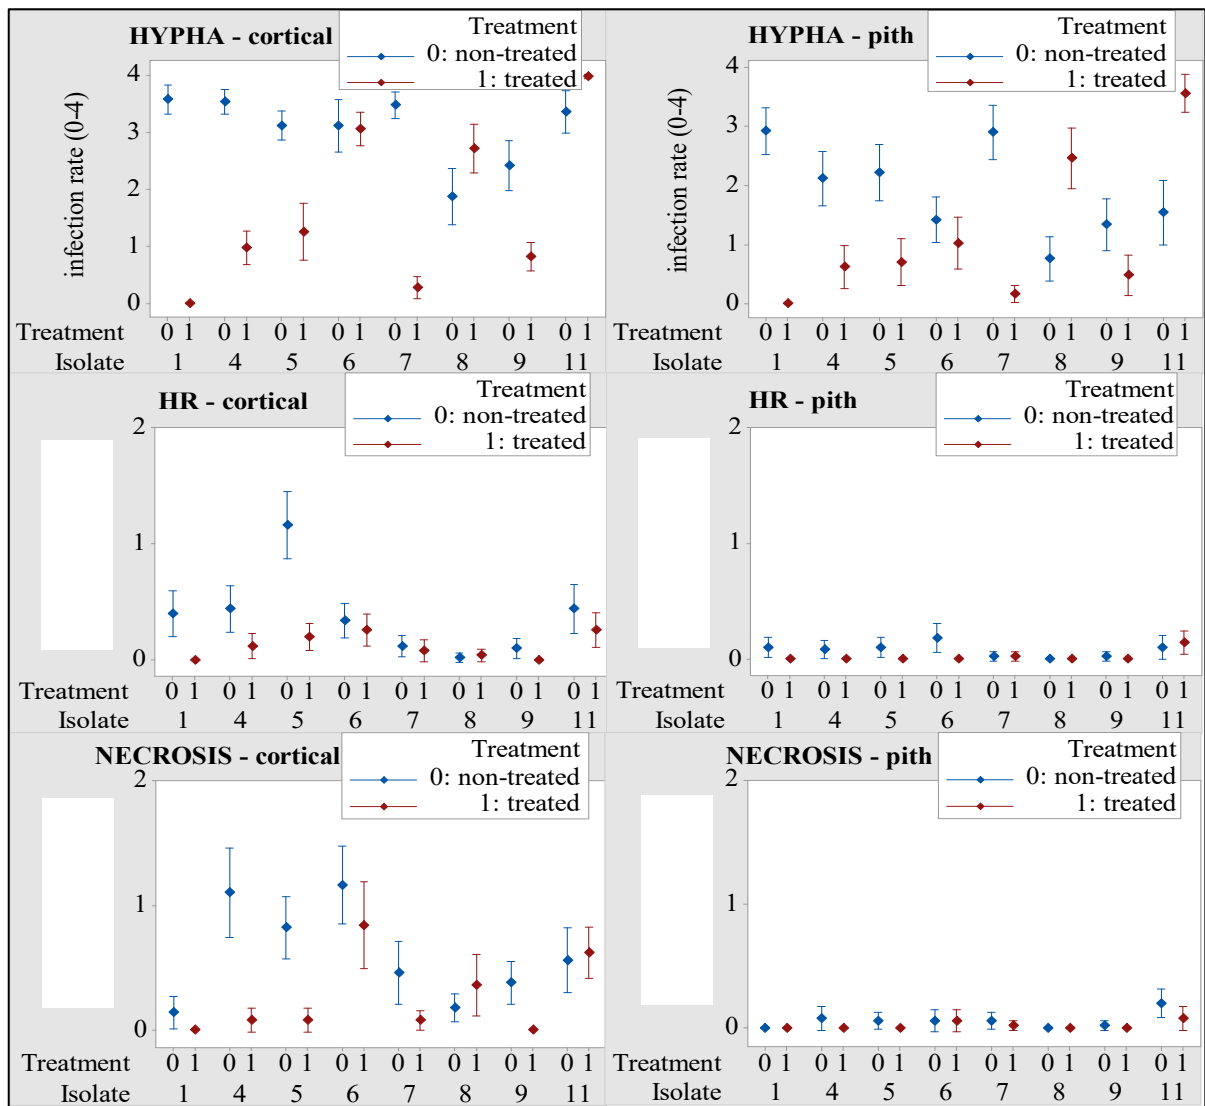 HYPHA - cortical
Treatment
0: non-treated
1: treated
infection rate (0-4)
4
3
2
1
0
Treatment 0 1 0 1 0 1 0 1 0 1 0 1 0 1 0 1
Isolate 1 4 5 6 7 8 9 11
HYPHA - pith
Treatment
0: non-treated
1: treated
infection rate (0-4)
4
3
2
1
0
Treatment 0 1 0 1 0 1 0 1 0 1 0 1 0 1 0 1
Isolate 1 4 5 6 7 8 9 11
HR - cortical
Treatment
0: non-treated
1: treated
2
1
0
Treatment 0 1 0 1 0 1 0 1 0 1 0 1 0 1 0 1
Isolate 1 4 5 6 7 8 9 11
HR - pith
Treatment
0: non-treated
1: treated
2
1
0
Treatment 0 1 0 1 0 1 0 1 0 1 0 1 0 1 0 1
Isolate 1 4 5 6 7 8 9 11
NECROSIS - cortical
Treatment
0: non-treated
1: treated
2
1
0
Treatment 0 1 0 1 0 1 0 1 0 1 0 1 0 1 0 1
Isolate 1 4 5 6 7 8 9 11
NECROSIS - pith
Treatment
0: non-treated
1: treated
2
1
0
Treatment 0 1 0 1 0 1 0 1 0 1 0 1 0 1 0 1
Isolate 1 4 5 6 7 8 9 11